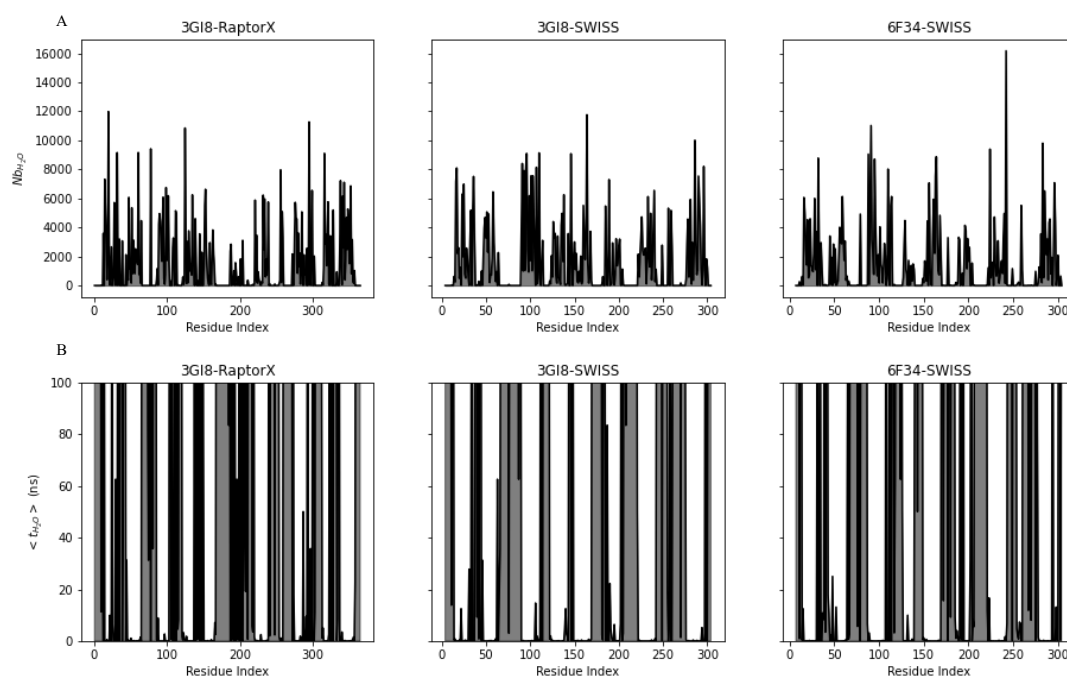 A
3GI8-RaptorX 3GI8-SWISS 6F34-SWISS
16000
14000
12000
10000
8000
6000
4000
2000
0
Nb_{H_2O}
0 100 200 300 0 50 100 150 200 250 300 0 50 100 150 200 250 300
Residue Index Residue Index Residue Index
B
3GI8-RaptorX 3GI8-SWISS 6F34-SWISS
100
80
60
40
20
0
< t_{H_2O} > (ns)
0 100 200 300 0 50 100 150 200 250 300 0 50 100 150 200 250 300
Residue Index Residue Index Residue Index